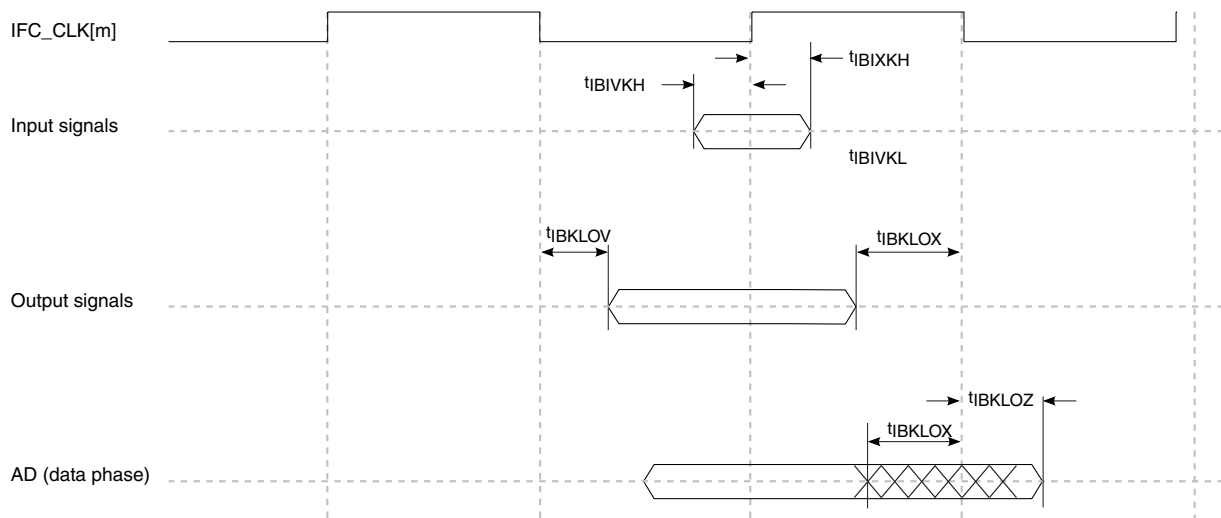 IFC_CLK[m]
tIBIXKH
tIBIVKH
Input signals
tIBIVKL
tIBKLOV
tIBKLOX
Output signals
tIBKLOZ
tIBKLOX
AD (data phase)